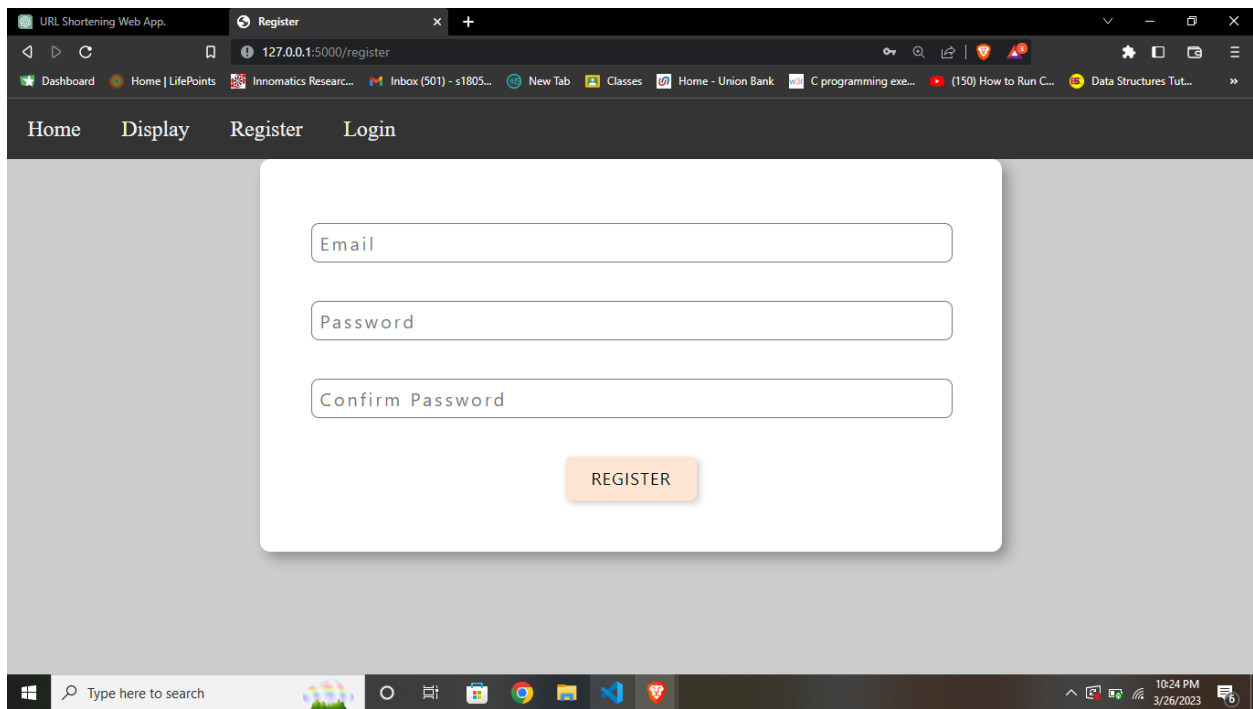 URL Shortening Web App.
Register
127.0.0.1:5000/register
Dashboard
Home | LifePoints
Innomatics Researc...
Inbox (501) - s1805...
New Tab
Classes
Home - Union Bank
w3r
C programming exe...
(150) How to Run C...
Data Structures Tut...
Home Display Register Login
Email
Password
Confirm Password
REGISTER
Type here to search
10:24 PM
3/26/2023
6